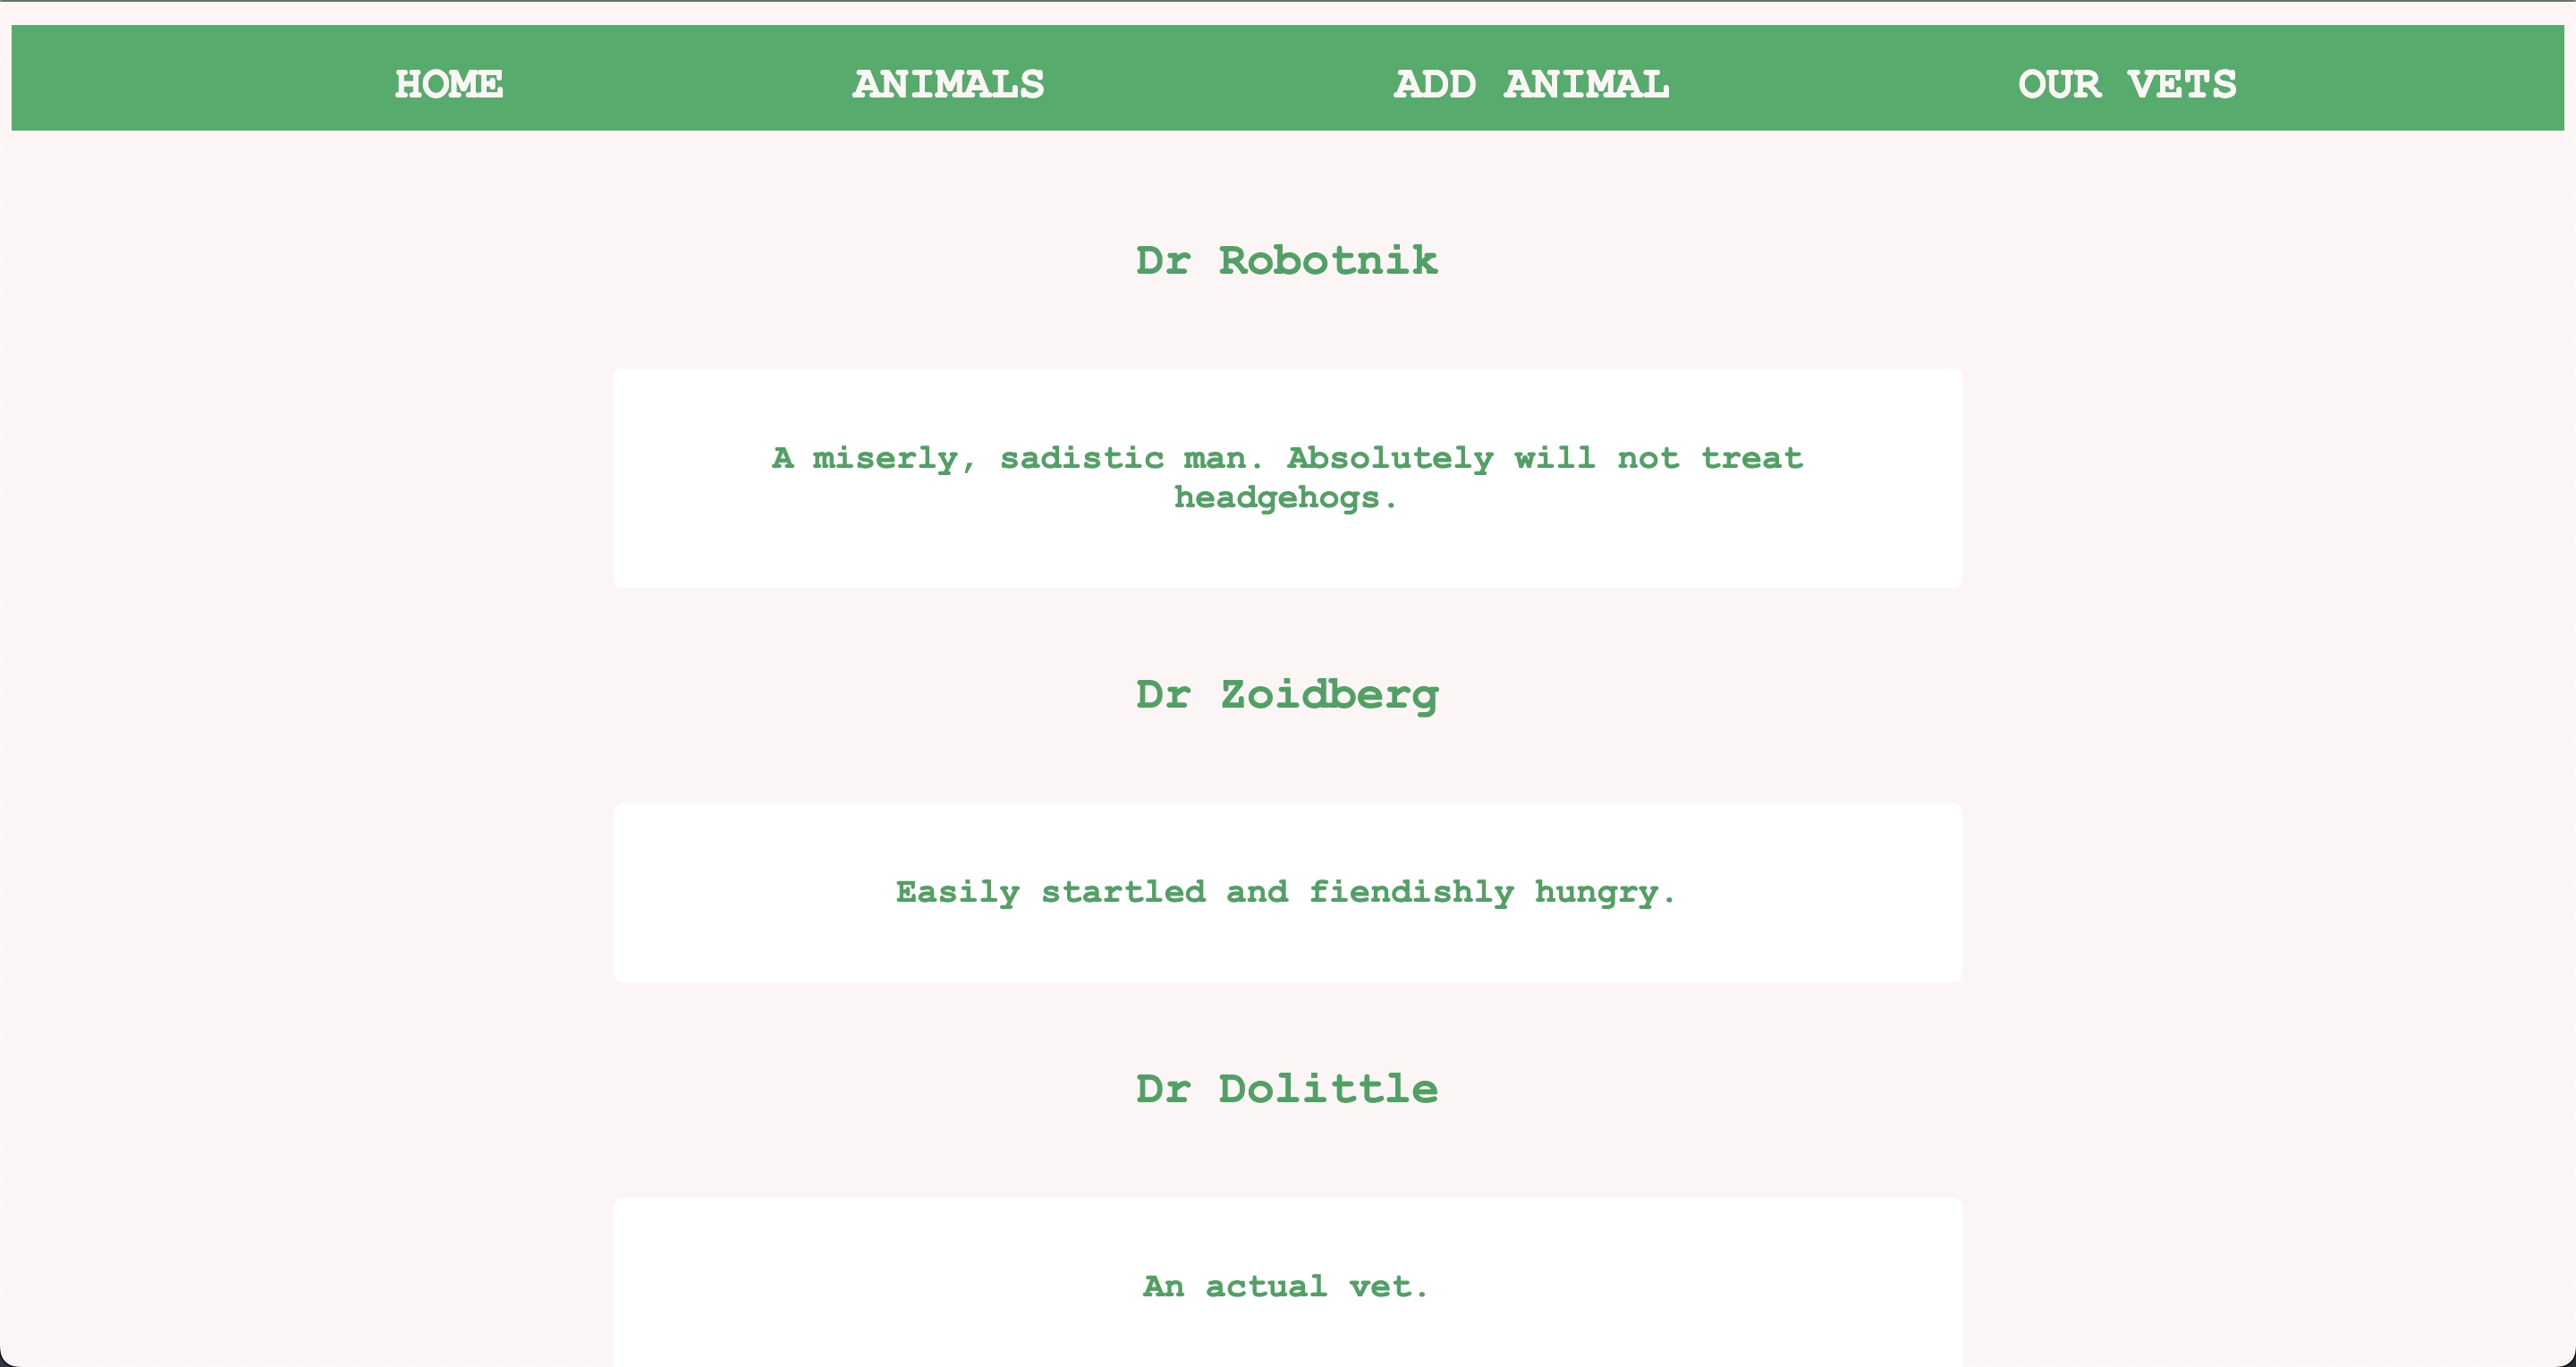 HOME ANIMALS ADD ANIMAL OUR VETS
Dr Robotnik
A miserly, sadistic man. Absolutely will not treat
headgehogs.
Dr Zoidberg
Easily startled and fiendishly hungry.
Dr Dolittle
An actual vet.